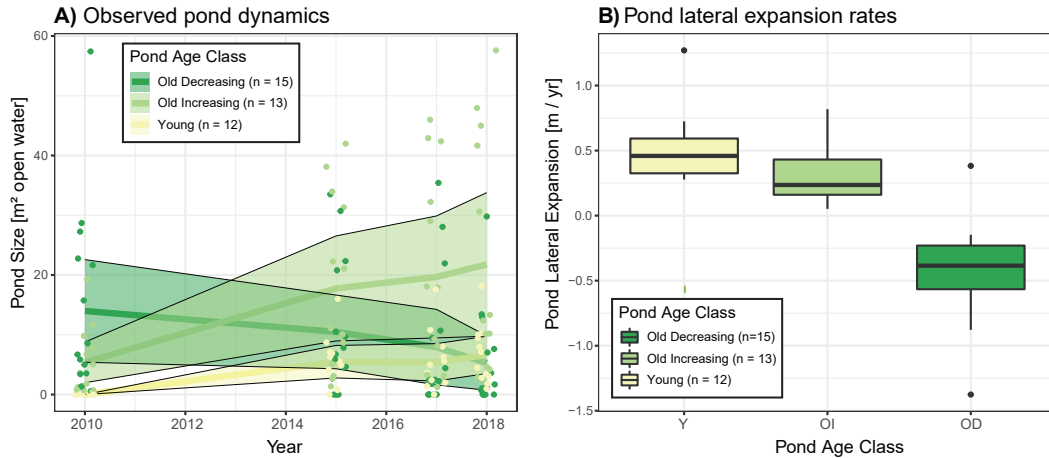 A) Observed pond dynamics
Pond Size [m² open water]
60
40
20
0
Pond Age Class
Old Decreasing (n = 15)
Old Increasing (n = 13)
Young (n = 12)
2010
2012
2014
2016
2018
Year
B) Pond lateral expansion rates
Pond Lateral Expansion [m / yr]
1.0
0.5
0.0
−0.5
−1.0
−1.5
Pond Age Class
Old Decreasing (n=15)
Old Increasing (n = 13)
Young (n = 12)
Y
OI
OD
Pond Age Class